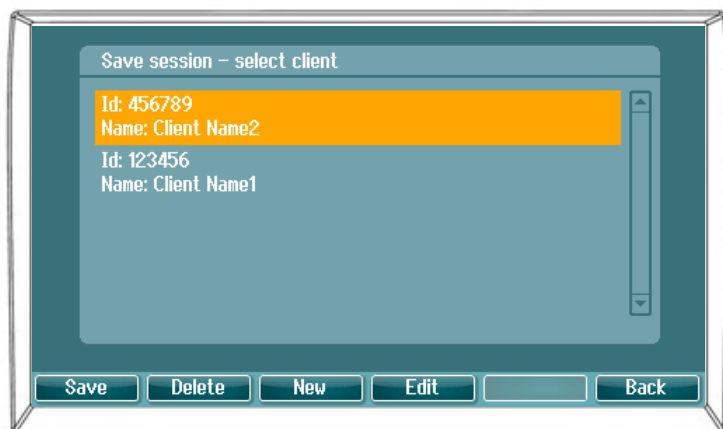 Save session - select client
Id: 456789
Name: Client Name2
Id: 123456
Name: Client Name1
Save Delete New Edit Back